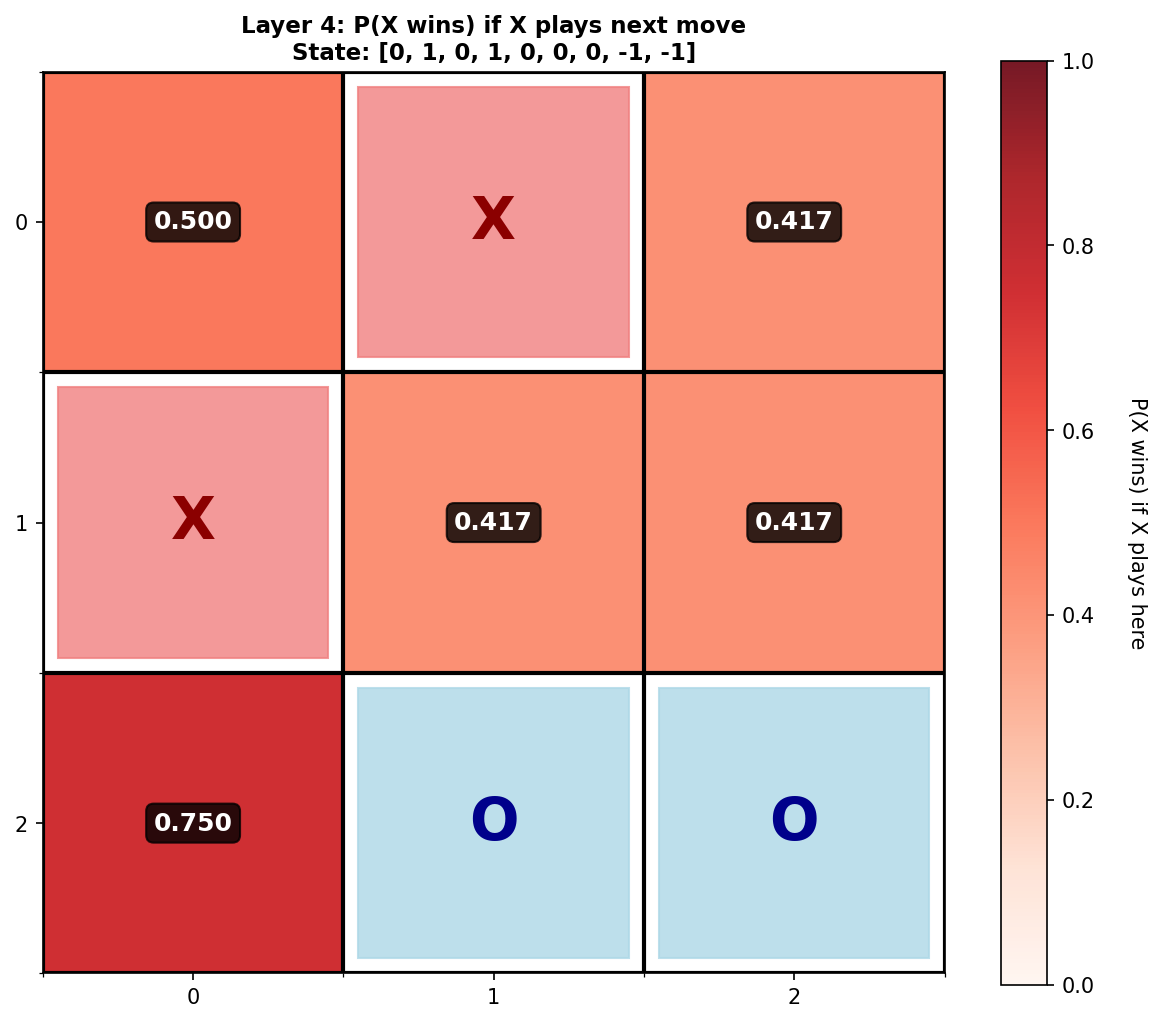 Layer 4: P(X wins) if X plays next move
State: [0, 1, 0, 1, 0, 0, 0, -1, -1]
0
0.500
X
0.417
1
X
0.417
0.417
2
0.750
O
O
0
1
2
1.0
0.8
0.6
0.4
0.2
0.0
P(X wins) if X plays here